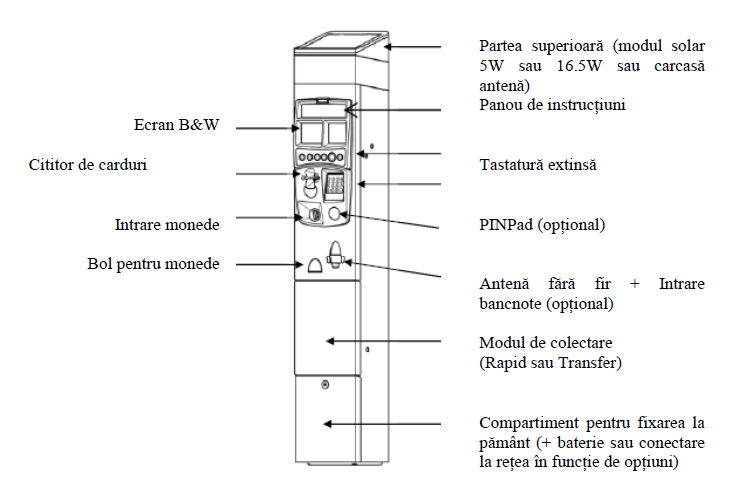 Ecran B&W
Cititor de carduri
Intrare monede
Bol pentru monede
Partea superioară (modul solar
5W sau 16.5W sau carcasă
antenă)
Panou de instrucțiuni
Tastatură extinsă
PINPad (opțional)
Antenă fără fir + Intrare
bancnote (opțional)
Modul de colectare
(Rapid sau Transfer)
Compartiment pentru fixarea la
pământ (+ baterie sau conectare
la rețea în funcție de opțiuni)